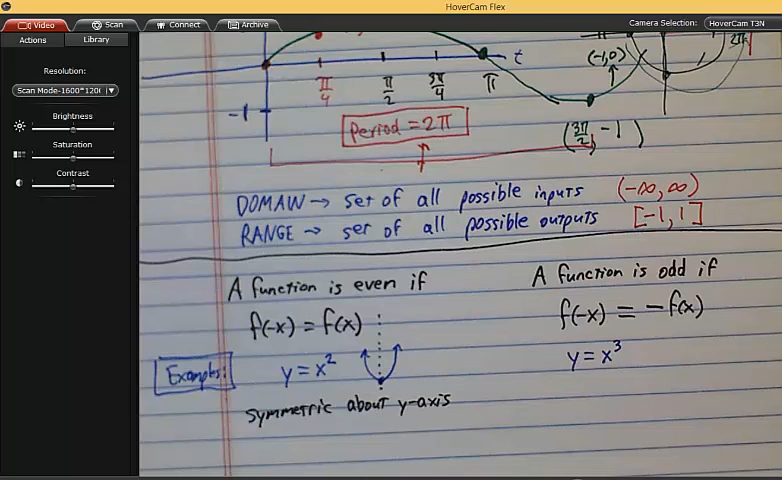 HoverCam Flex
Video Scan Connect Archive
Camera Selection: HoverCam T3N
Actions Library
Resolution:
Scan Mode-1600*120(
Brightness
Saturation
Contrast
t
(-1,0)
π/4 π/2 3π/4 π
-1
Period = 2π
(3π/2, -1)
DOMAIN → set of all possible inputs (-∞, ∞)
RANGE → set of all possible outputs [-1, 1]
A function is even if
f(-x) = f(x)
A function is odd if
f(-x) = -f(x)
Examples:
y = x²
y = x³
symmetric about y-axis